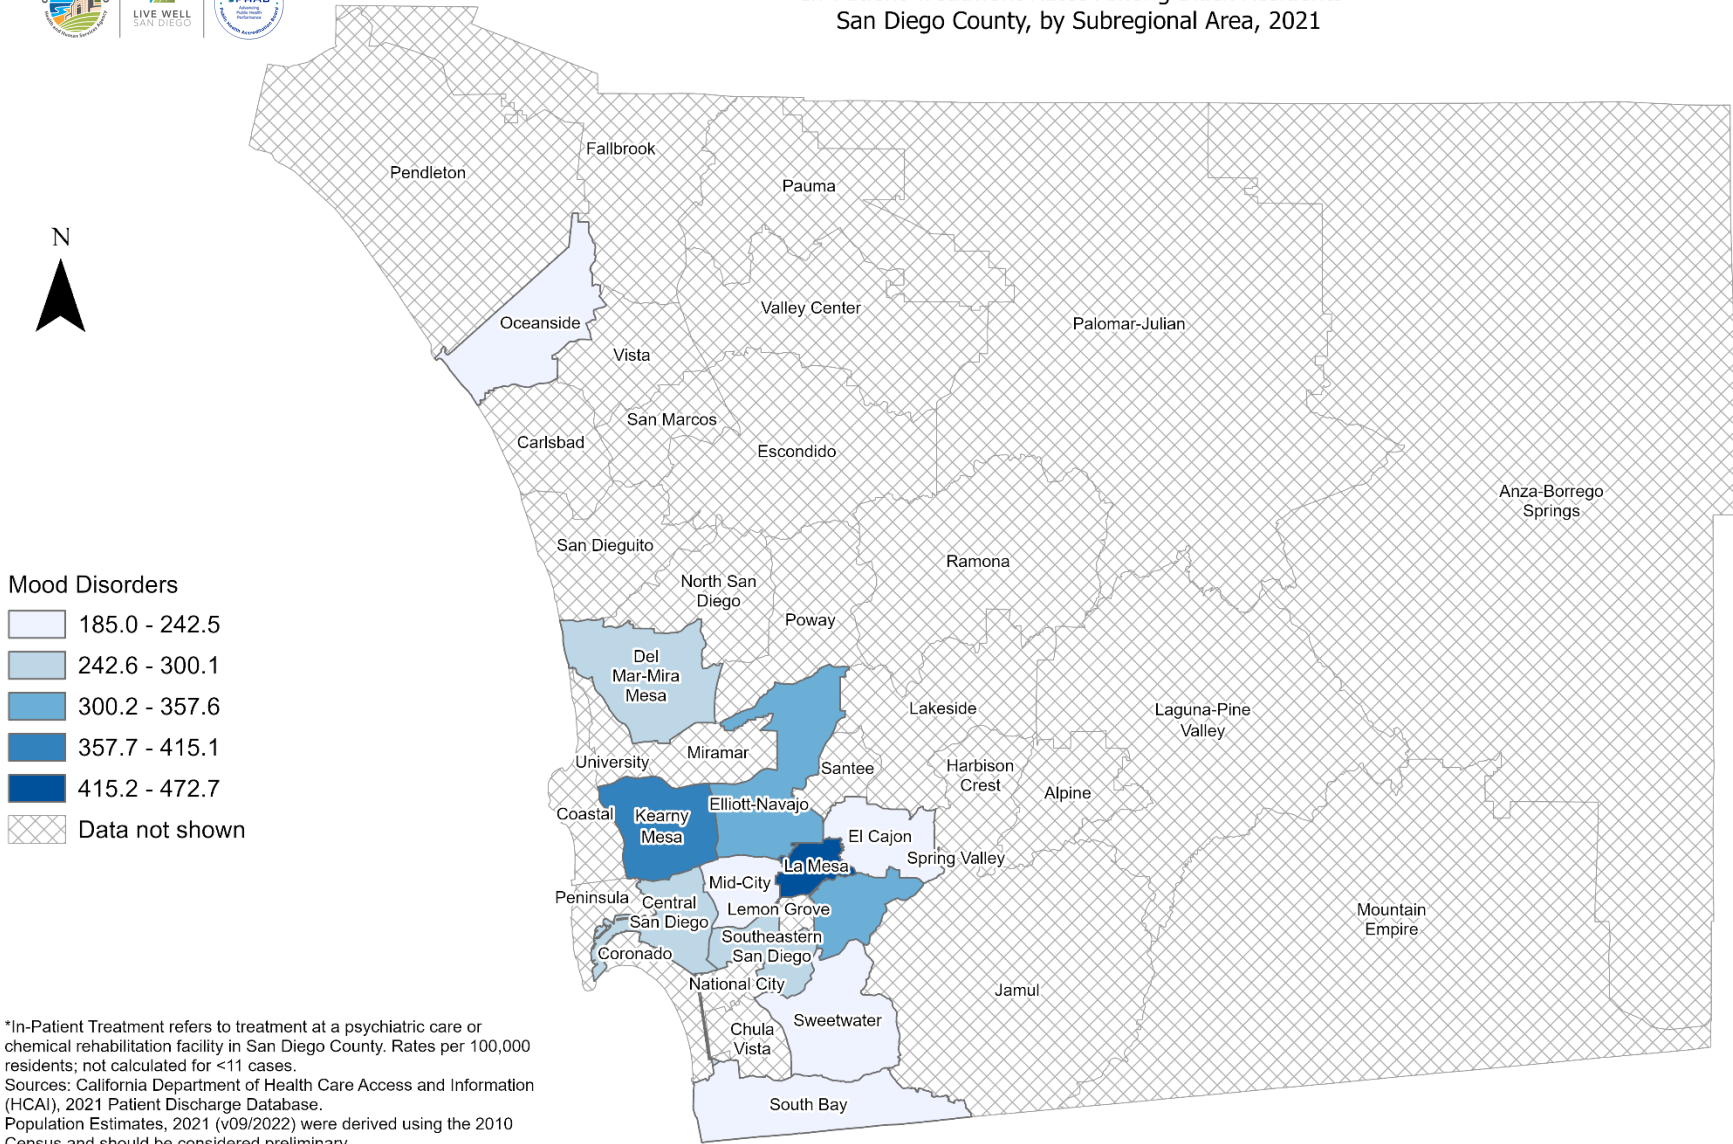 LIVE WELL
SAN DIEGO
San Diego County, by Subregional Area, 2021
N
Fallbrook
Pendleton
Pauma
Oceanside
Valley Center
Palomar-Julian
Vista
San Marcos
Carlsbad
Escondido
Anza-Borrego
Springs
San Dieguito
Ramona
North San
Diego
Poway
Del
Mar-Mira
Mesa
Lakeside
Laguna-Pine
Valley
Miramar
University
Santee
Harbison
Crest
Alpine
Coastal
Kearny
Mesa
Elliott-Navajo
El Cajon
Spring Valley
La Mesa
Mid-City
Peninsula
Central
San Diego
Lemon Grove
Mountain
Empire
Southeastern
San Diego
Coronado
National City
Jamul
Sweetwater
Chula
Vista
South Bay
Mood Disorders
185.0 - 242.5
242.6 - 300.1
300.2 - 357.6
357.7 - 415.1
415.2 - 472.7
Data not shown
*In-Patient Treatment refers to treatment at a psychiatric care or
chemical rehabilitation facility in San Diego County. Rates per 100,000
residents; not calculated for <11 cases.
Sources: California Department of Health Care Access and Information
(HCAI), 2021 Patient Discharge Database.
Population Estimates, 2021 (v09/2022) were derived using the 2010
Census and should be considered preliminary.